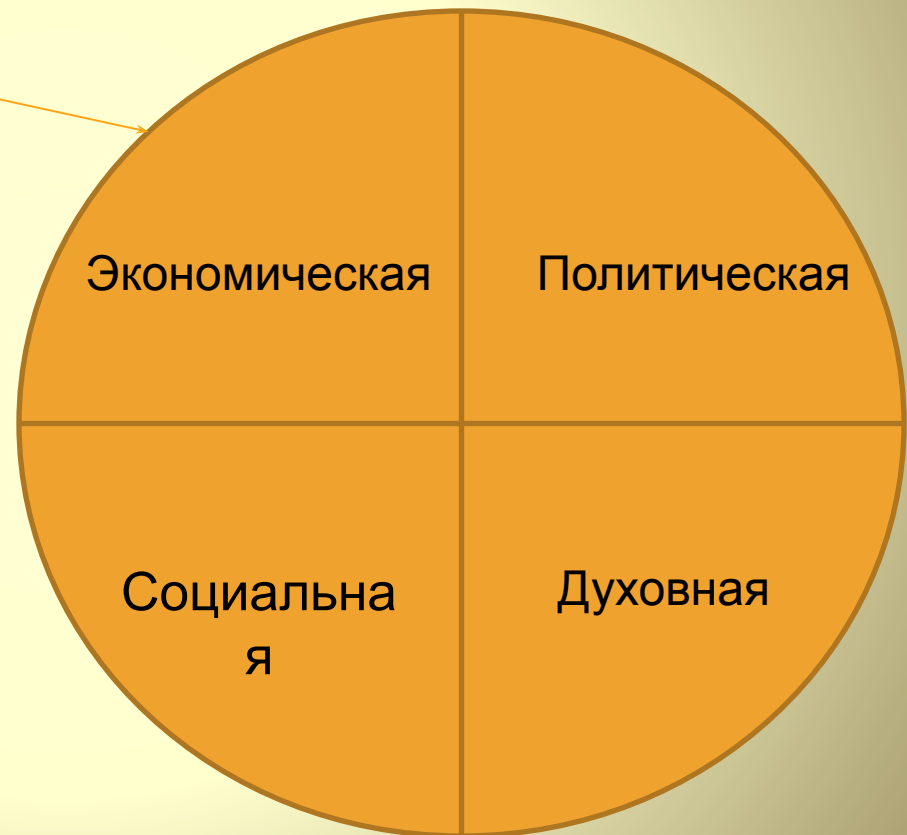 Экономическая
Политическая
Социальна
я
Духовная